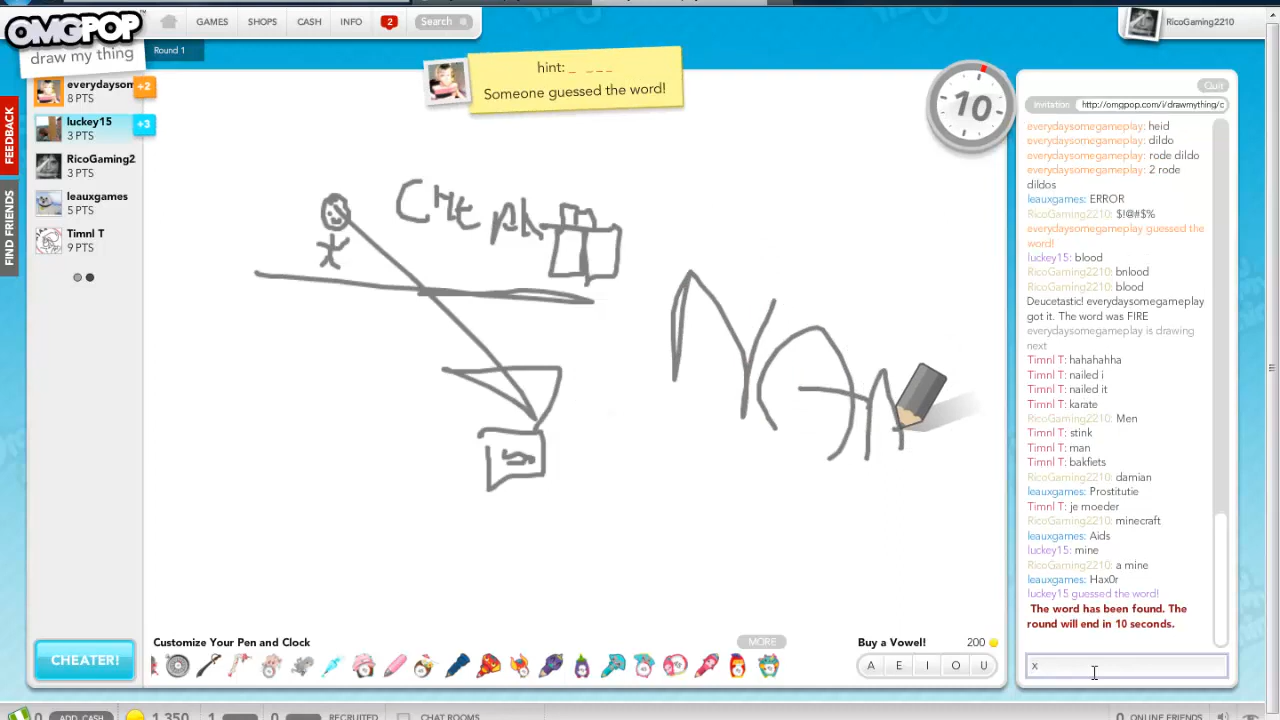 OMGPOP
draw my thing
GAMES
SHOPS
CASH
INFO
2
Search
RicoGaming2210
Round 1
FEEDBACK
FIND FRIENDS
everydaysom
8 PTS
+2
luckey15
3 PTS
+3
RicoGaming2
3 PTS
leauxgames
5 PTS
Timnl T
9 PTS
hint: _ _ _ _
Someone guessed the word!
10
Quit
Invitation http://omgpop.com/i/drawmything/c
everydaysomegameplay: heid
everydaysomegameplay: dildo
everydaysomegameplay: rode dildo
everydaysomegameplay: 2 rode
dildos
leauxgames: ERROR
RicoGaming2210: $!@#$%
everydaysomegameplay guessed the
word!
luckey15: blood
RicoGaming2210: bnlood
RicoGaming2210: blood
Deucetastic! everydaysomegameplay
got it. The word was FIRE
everydaysomegameplay is drawing
next
Timnl T: hahahahha
Timnl T: nailed i
Timnl T: nailed it
Timnl T: karate
RicoGaming2210: Men
Timnl T: stink
Timnl T: man
Timnl T: bakfiets
RicoGaming2210: damian
leauxgames: Prostitutie
Timnl T: je moeder
RicoGaming2210: minecraft
leauxgames: Aids
luckey15: mine
RicoGaming2210: a mine
leauxgames: Hax0r
luckey15 guessed the word!
The word has been found. The
round will end in 10 seconds.
x
CHEATER!
Customize Your Pen and Clock
MORE
Buy a Vowel!
200
A E I O U
0 ADD CASH 1,350 1 0 RECRUITED CHAT ROOMS
0 ONLINE FRIENDS